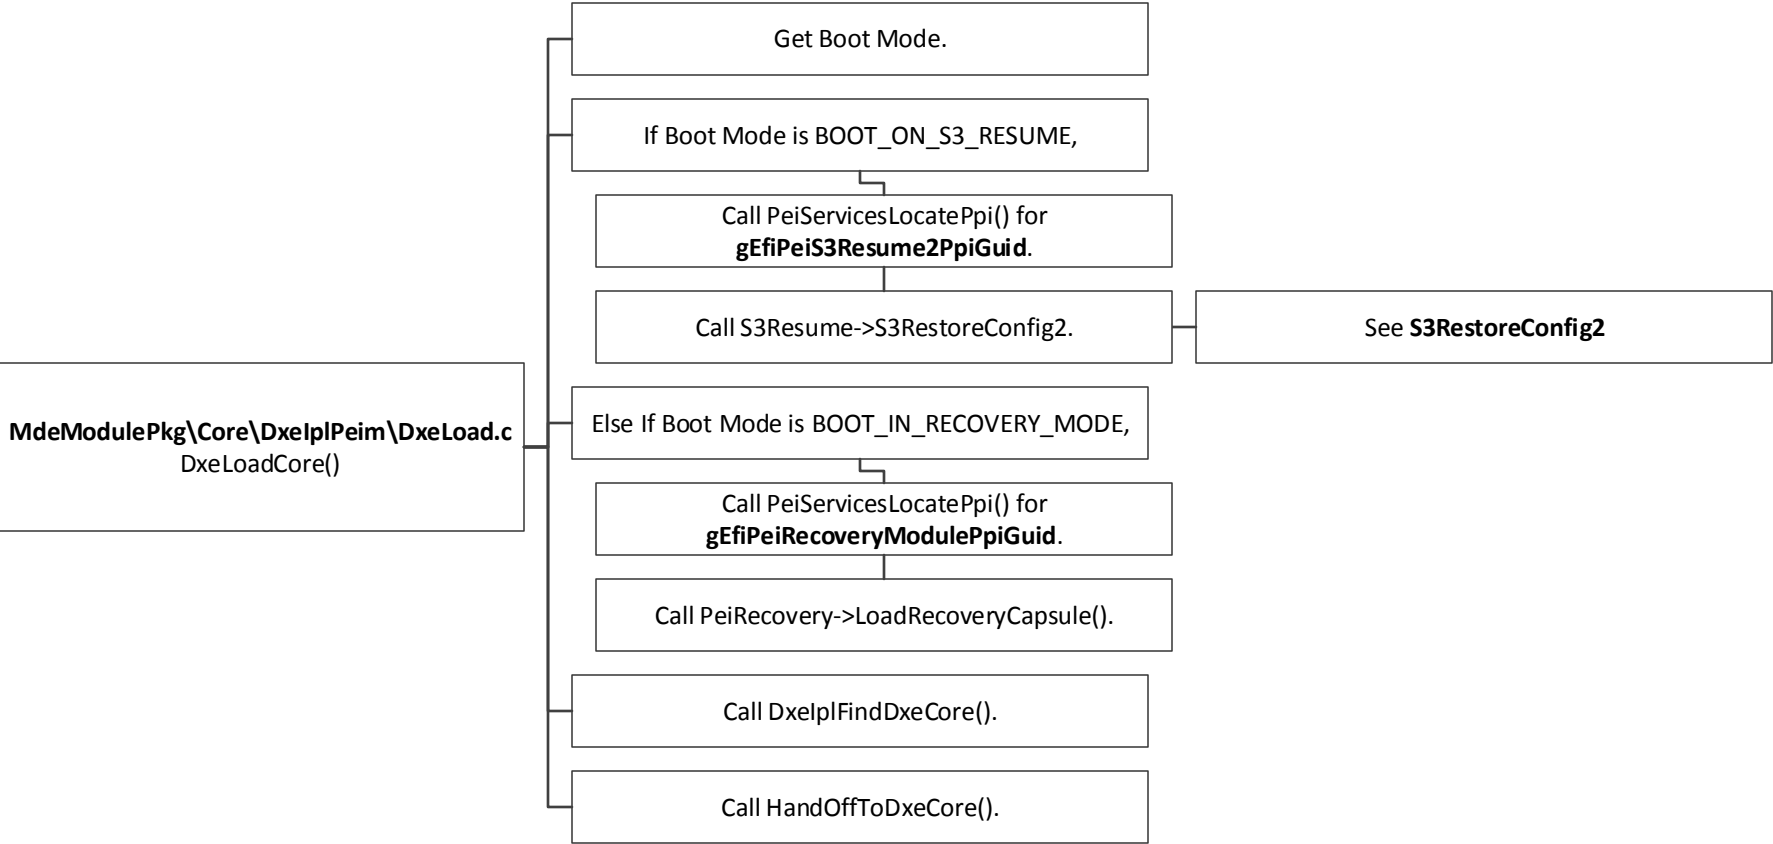 Get Boot Mode.
If Boot Mode is BOOT_ON_S3_RESUME,
Call PeiServicesLocatePpi() for
gEfiPeiS3Resume2PpiGuid.
Call S3Resume->S3RestoreConfig2.
See S3RestoreConfig2
MdeModulePkg\Core\DxeIplPeim\DxeLoad.c
DxeLoadCore()
Else If Boot Mode is BOOT_IN_RECOVERY_MODE,
Call PeiServicesLocatePpi() for
gEfiPeiRecoveryModulePpiGuid.
Call PeiRecovery->LoadRecoveryCapsule().
Call DxeIplFindDxeCore().
Call HandOffToDxeCore().